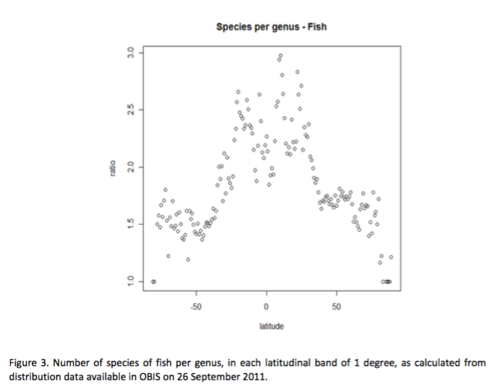 Species per genus - Fish
3.0
2.5
2.0
1.5
1.0
ratio
-50
0
50
latitude
Figure 3. Number of species of fish per genus, in each latitudinal band of 1 degree, as calculated from
distribution data available in OBIS on 26 September 2011.